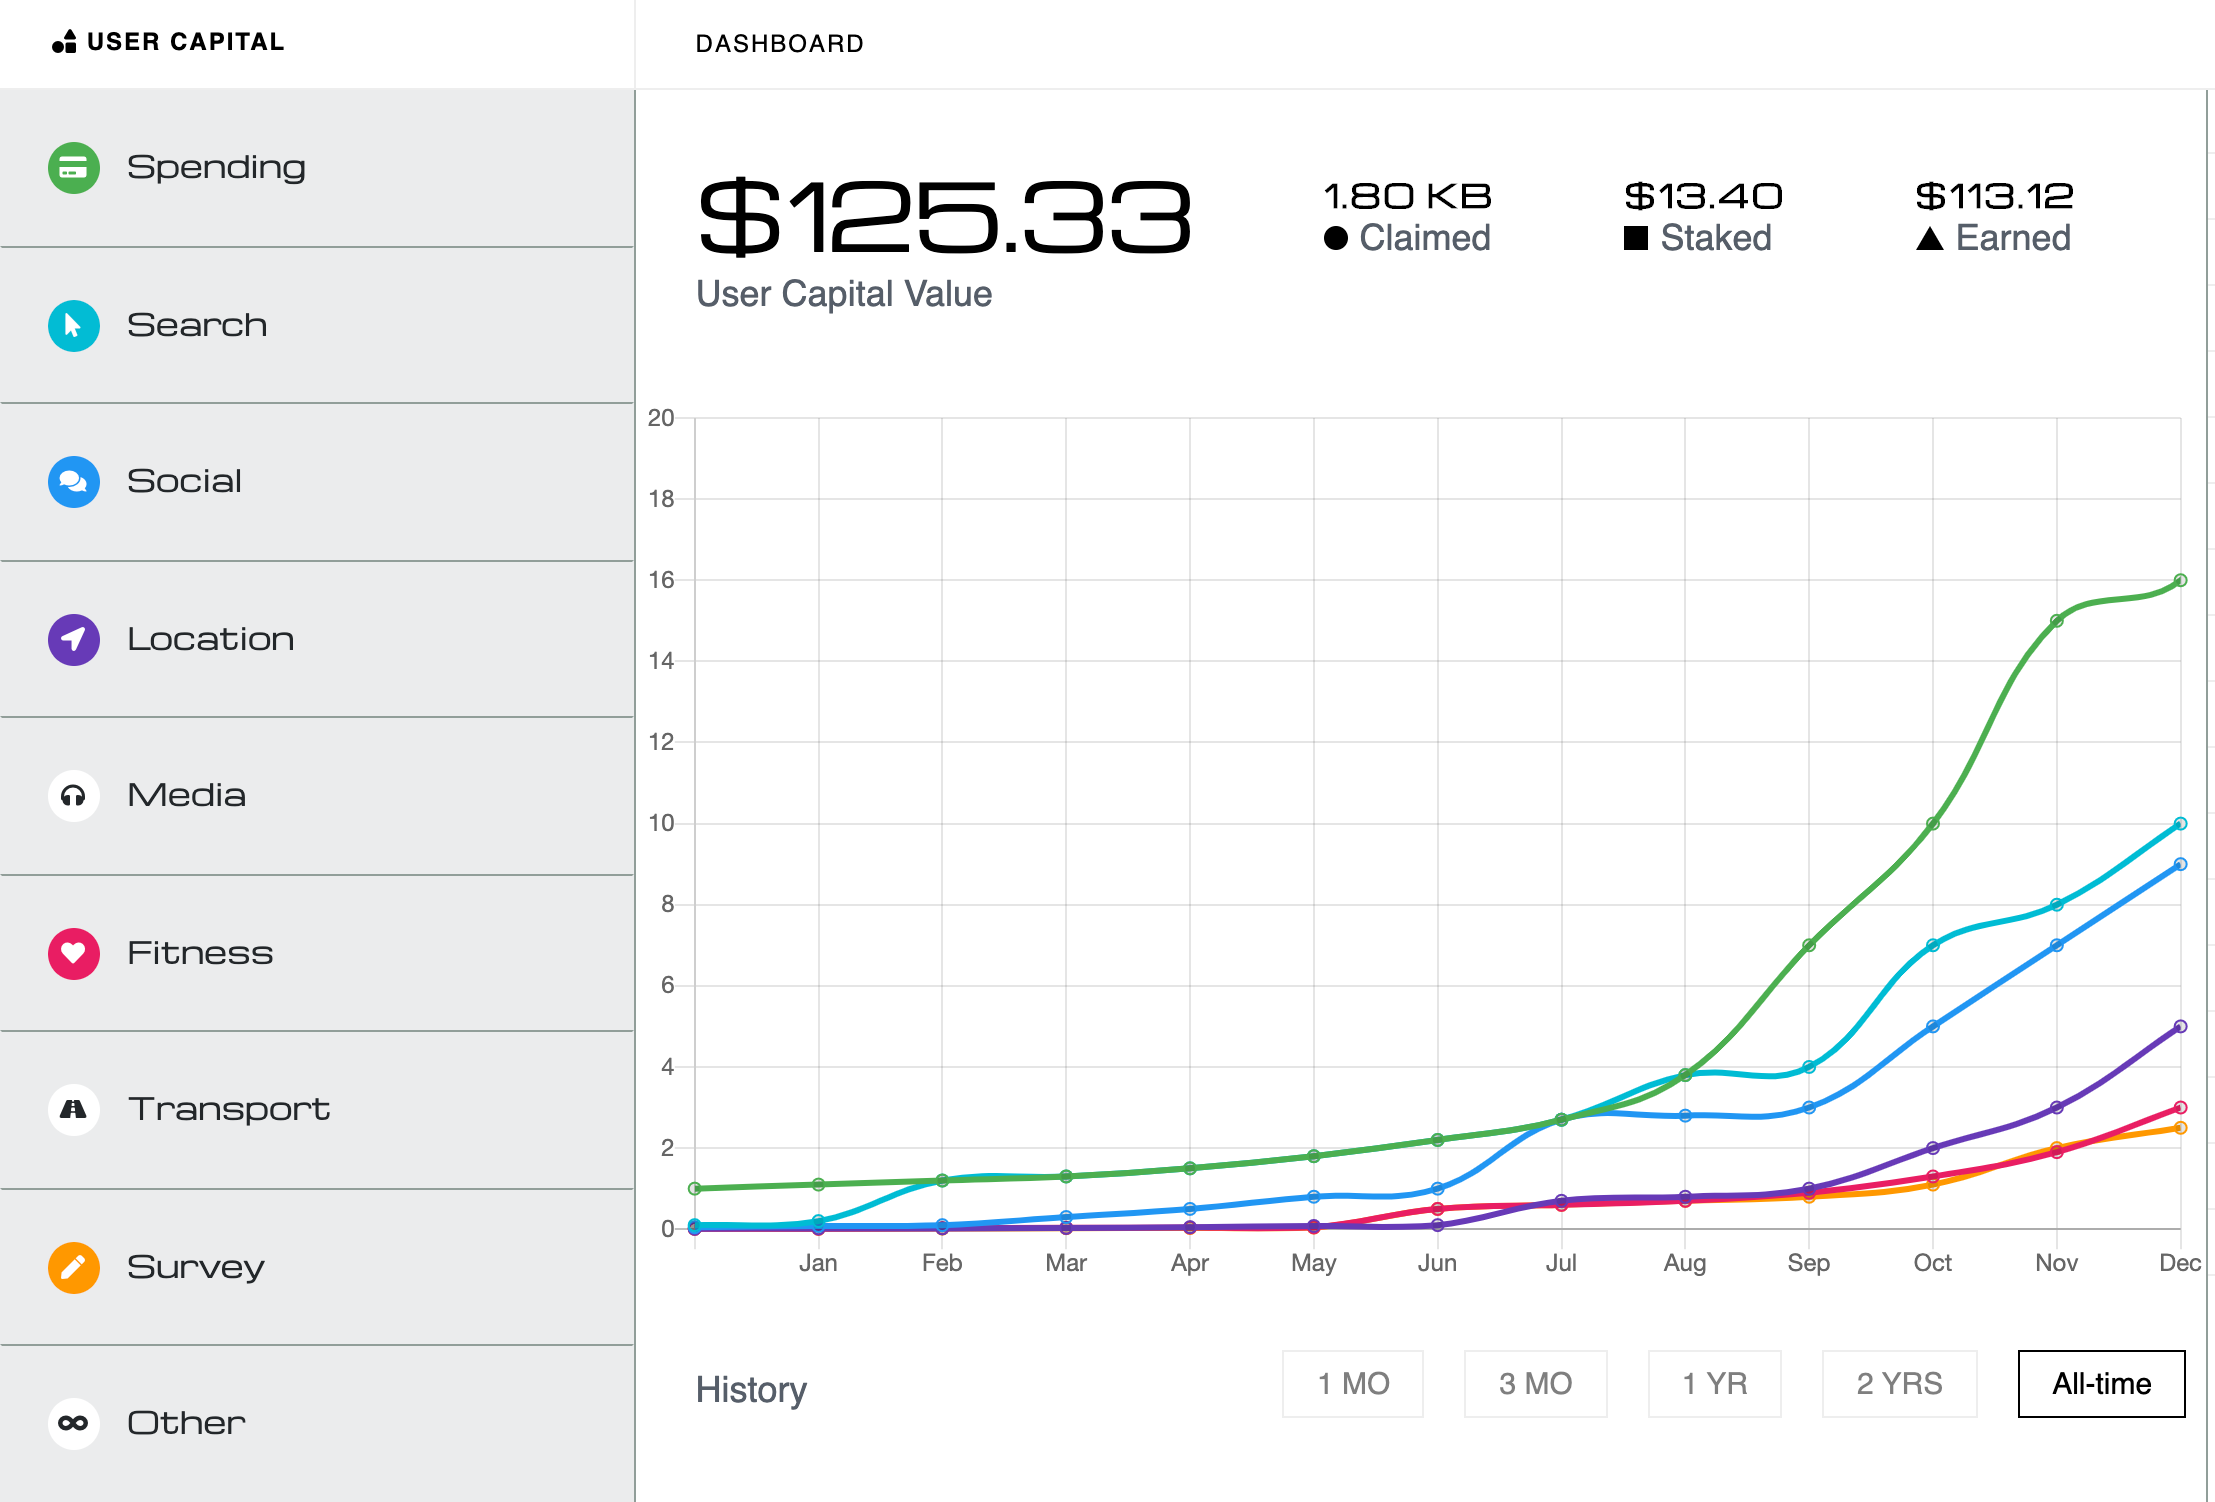 USER CAPITAL
DASHBOARD
Spending
Search
Social
Location
Media
Fitness
Transport
Survey
Other
$125.33
User Capital Value
1.80 KB
Claimed
$13.40
Staked
$113.12
Earned
20
18
16
14
12
10
8
6
4
2
0
Jan Feb Mar Apr May Jun Jul Aug Sep Oct Nov Dec
History
1 MO
3 MO
1 YR
2 YRS
All-time